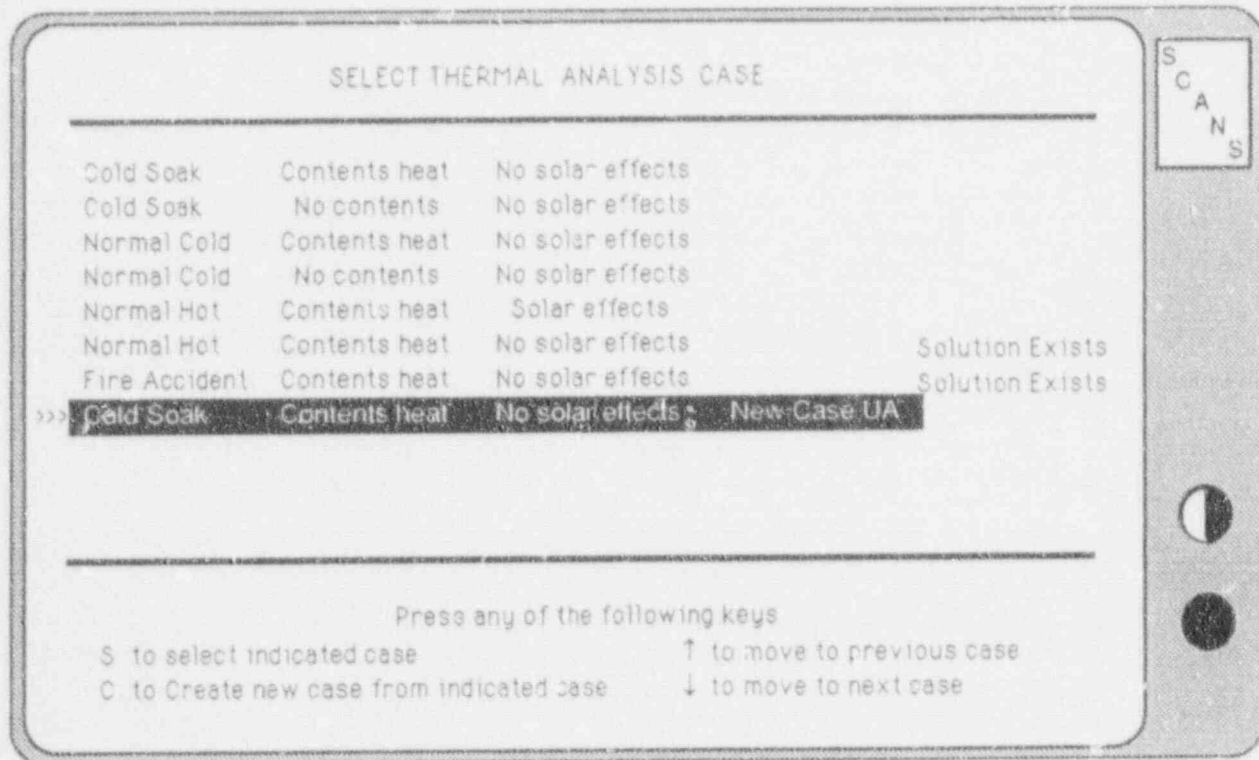 SELECT THERMAL ANALYSIS CASE
SCANS
Cold Soak Contents heat No solar effects
Cold Soak No contents No solar effects
Normal Cold Contents heat No solar effects
Normal Cold No contents No solar effects
Normal Hot Contents heat Solar effects
Normal Hot Contents heat No solar effects Solution Exists
Fire Accident Contents heat No solar effects Solution Exists
>>> Cold Soak Contents heat No solar effects New Case UA
Press any of the following keys
S to select indicated case ↑ to move to previous case
C to Create new case from indicated case ↓ to move to next case